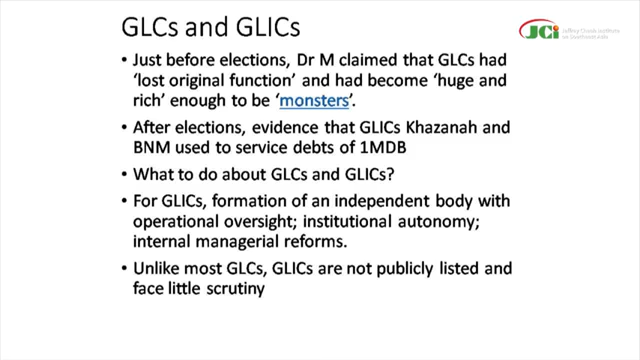 GLCs and GLICs
JCi
Jeffrey Cheah Institute
on Southeast Asia
• Just before elections, Dr M claimed that GLCs had
'lost original function' and had become 'huge and
rich' enough to be 'monsters'.
• After elections, evidence that GLICs Khazanah and
BNM used to service debts of 1MDB
• What to do about GLCs and GLICs?
• For GLICs, formation of an independent body with
operational oversight; institutional autonomy;
internal managerial reforms.
• Unlike most GLCs, GLICs are not publicly listed and
face little scrutiny